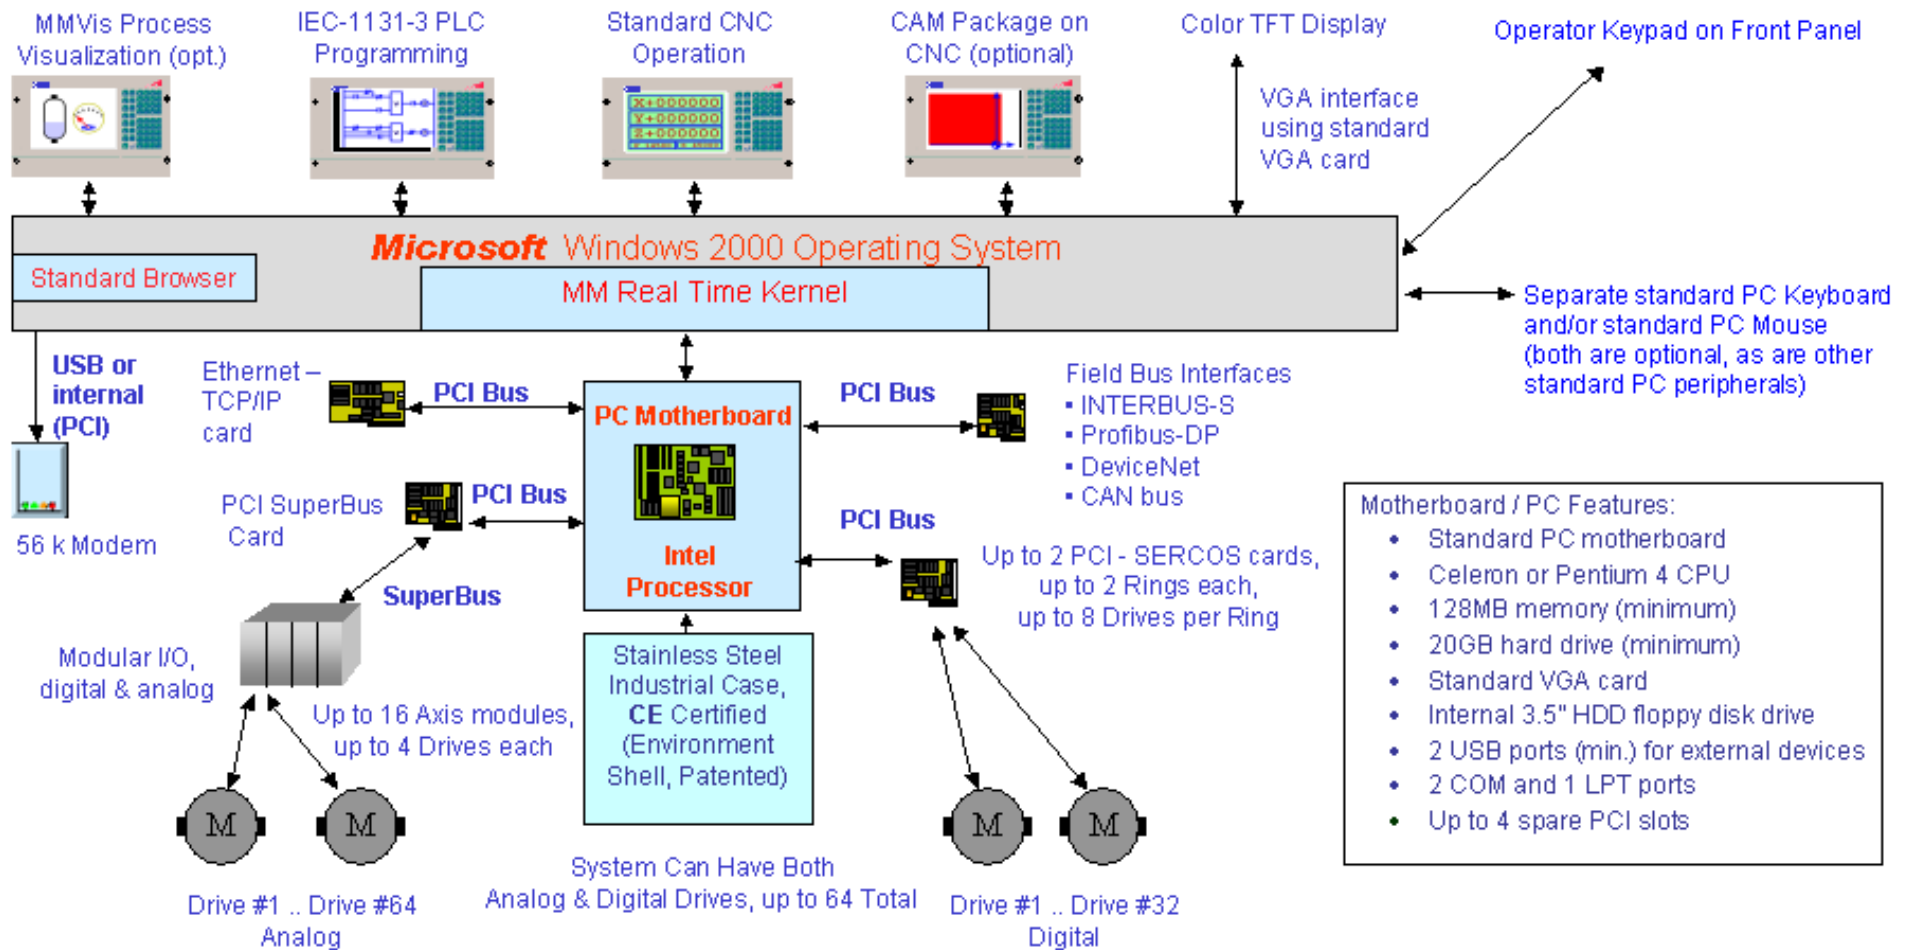 MMVis Process
Visualization (opt.)
IEC-1131-3 PLC
Programming
Standard CNC
Operation
CAM Package on
CNC (optional)
Color TFT Display
Operator Keypad on Front Panel
X+000000
Y+000000
Z+000000
VGA interface
using standard
VGA card
Microsoft Windows 2000 Operating System
Standard Browser
MM Real Time Kernel
Separate standard PC Keyboard
and/or standard PC Mouse
(both are optional, as are other
standard PC peripherals)
USB or
internal
(PCI)
56 k Modem
Ethernet –
TCP/IP
card
PCI Bus
PC Motherboard
Intel
Processor
PCI Bus
Field Bus Interfaces
▪ INTERBUS-S
▪ Profibus-DP
▪ DeviceNet
▪ CAN bus
PCI SuperBus
Card
PCI Bus
SuperBus
PCI Bus
Up to 2 PCI - SERCOS cards,
up to 2 Rings each,
up to 8 Drives per Ring
Modular I/O,
digital & analog
Up to 16 Axis modules,
up to 4 Drives each
Stainless Steel
Industrial Case,
CE Certified
(Environment
Shell, Patented)
M
M
M
M
Drive #1 .. Drive #64
Analog
System Can Have Both
Analog & Digital Drives, up to 64 Total
Drive #1 .. Drive #32
Digital
Motherboard / PC Features:
• Standard PC motherboard
• Celeron or Pentium 4 CPU
• 128MB memory (minimum)
• 20GB hard drive (minimum)
• Standard VGA card
• Internal 3.5" HDD floppy disk drive
• 2 USB ports (min.) for external devices
• 2 COM and 1 LPT ports
• Up to 4 spare PCI slots